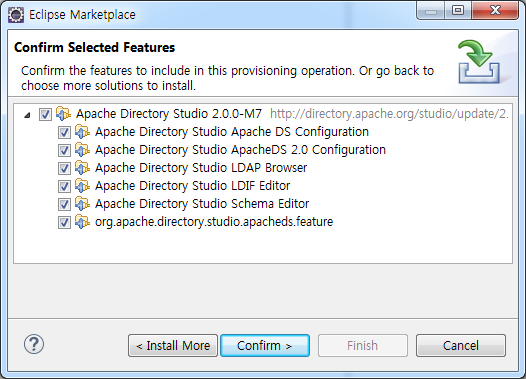 Eclipse Marketplace
Confirm Selected Features
Confirm the features to include in this provisioning operation. Or go back to
choose more solutions to install.
Apache Directory Studio 2.0.0-M7 http://directory.apache.org/studio/update/2.
Apache Directory Studio Apache DS Configuration
Apache Directory Studio ApacheDS 2.0 Configuration
Apache Directory Studio LDAP Browser
Apache Directory Studio LDIF Editor
Apache Directory Studio Schema Editor
org.apache.directory.studio.apacheds.feature
? < Install More Confirm > Finish Cancel